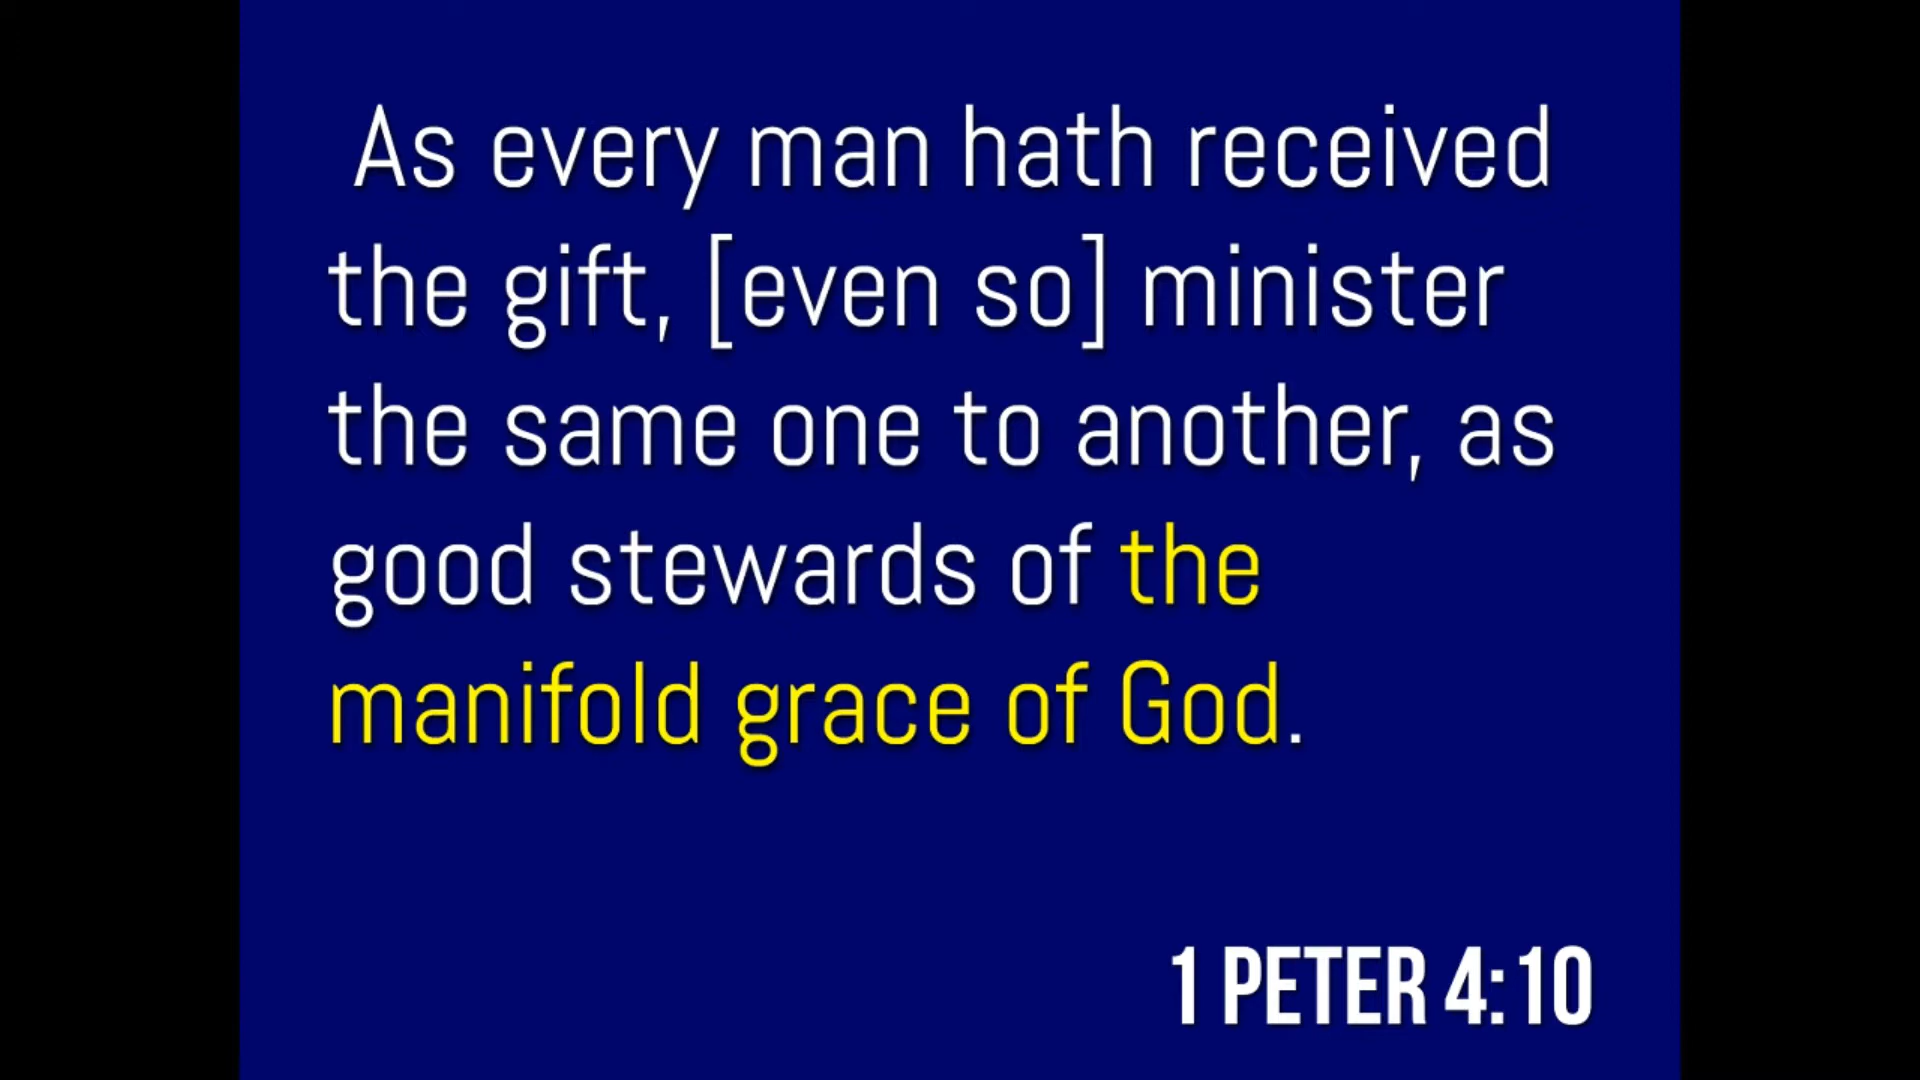 As every man hath received
the gift, [even so] minister
the same one to another, as
good stewards of the
manifold grace of God.
1 PETER 4:10